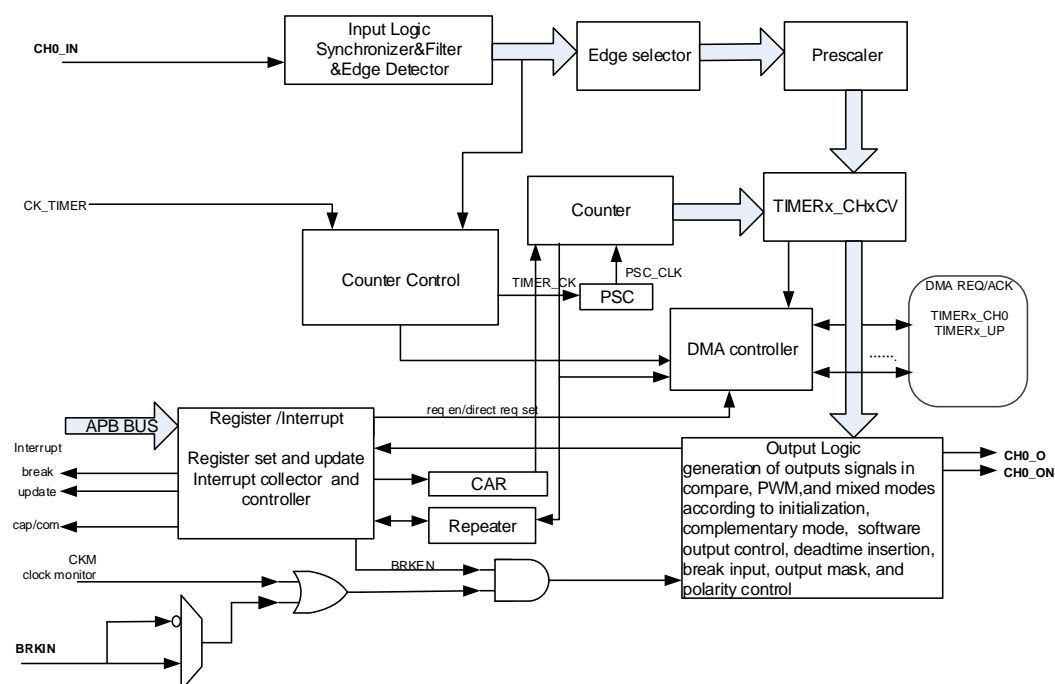 CH0_IN
Input Logic
Synchronizer&Filter
&Edge Detector
Edge selector
Prescaler
CK_TIMER
Counter Control
Counter
TIMERx_CHxCV
TIMER_CK
PSC_CLK
PSC
DMA controller
DMA REQ/ACK
TIMERx_CH0
TIMERx_UP
.......
APB BUS
Register /Interrupt
Register set and update
Interrupt collector and
controller
req en/direct req set
Interrupt
break
update
cap/com
CAR
Repeater
Output Logic
generation of outputs signals in
compare, PWM,and mixed modes
according to initialization,
complementary mode, software
output control, deadtime insertion,
break input, output mask, and
polarity control
CH0_O
CH0_ON
CKM
clock monitor
BRKEN
BRKIN